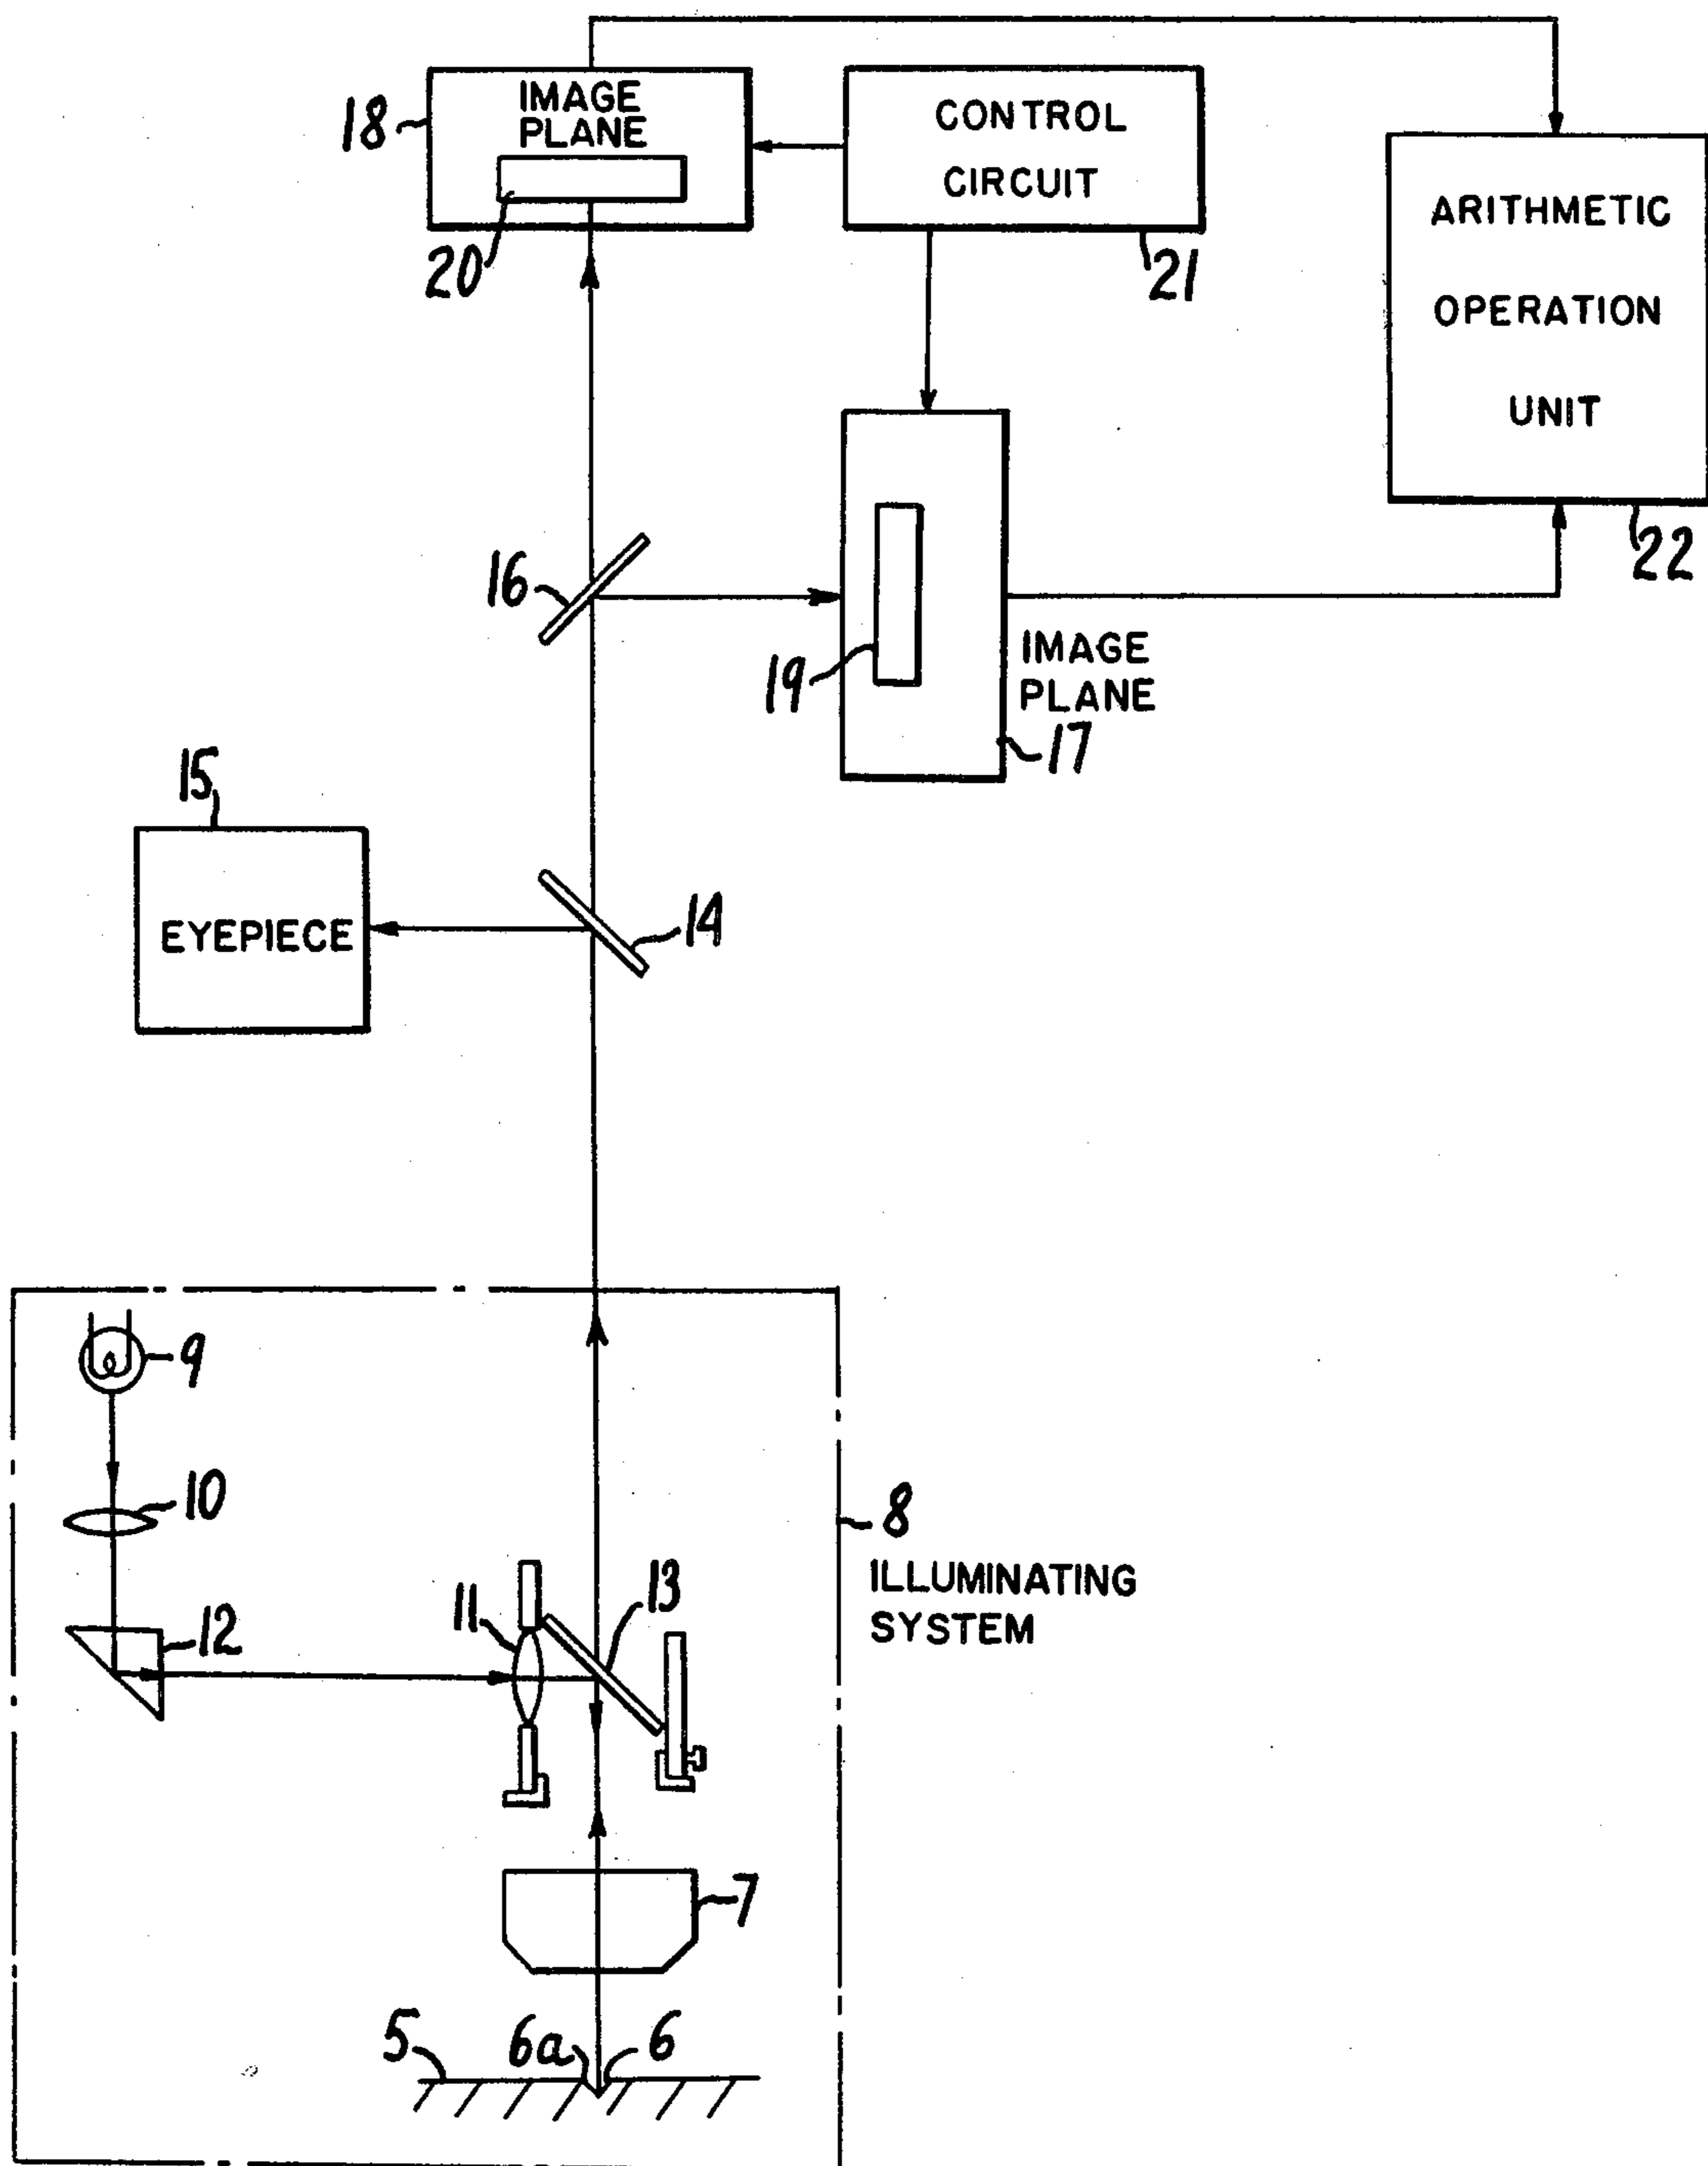 18
IMAGE
PLANE
20
CONTROL
CIRCUIT
21
ARITHMETIC
OPERATION
UNIT
22
16
19
IMAGE
PLANE
17
15
EYEPIECE
14
9
10
8
ILLUMINATING
SYSTEM
11
13
12
7
5
6a
6